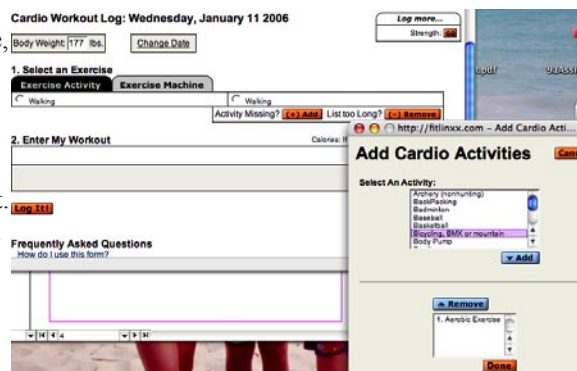 Cardio Workout Log: Wednesday, January 11 2006
Log more...
Strength:
Body Weight: 177 lbs.
Change Date
1. Select an Exercise
Exercise Activity
Exercise Machine
Walking
Walking
Activity Missing? (+) Add List too Long? (-) Remove
2. Enter My Workout
Calories:
Log It!
Frequently Asked Questions
How do I use this form?
4
http://fitlinxx.com – Add Cardio Acti...
Add Cardio Activities
Select An Activity:
Archery (nonhunting)
BackPacking
Badminton
Baseball
Basketball
Bicycling, BMX or mountain
Body Pump
Add
Remove
1. Aerobic Exercise
Done